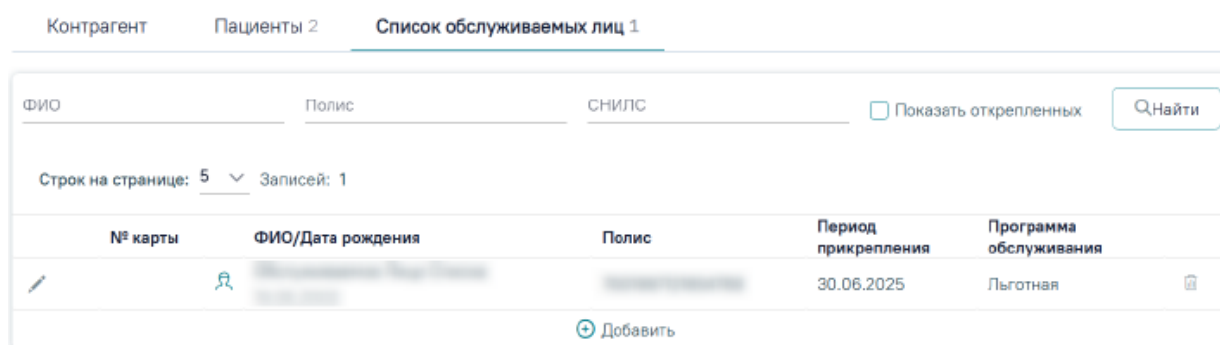 Контрагент Пациенты 2 Список обслуживаемых лиц 1
ФИО Полис СНИЛС Показать открепленных Найти
Строк на странице: 5 Записей: 1
№ карты ФИО/Дата рождения Полис Период прикрепления Программа обслуживания
30.06.2025 Льготная
Добавить